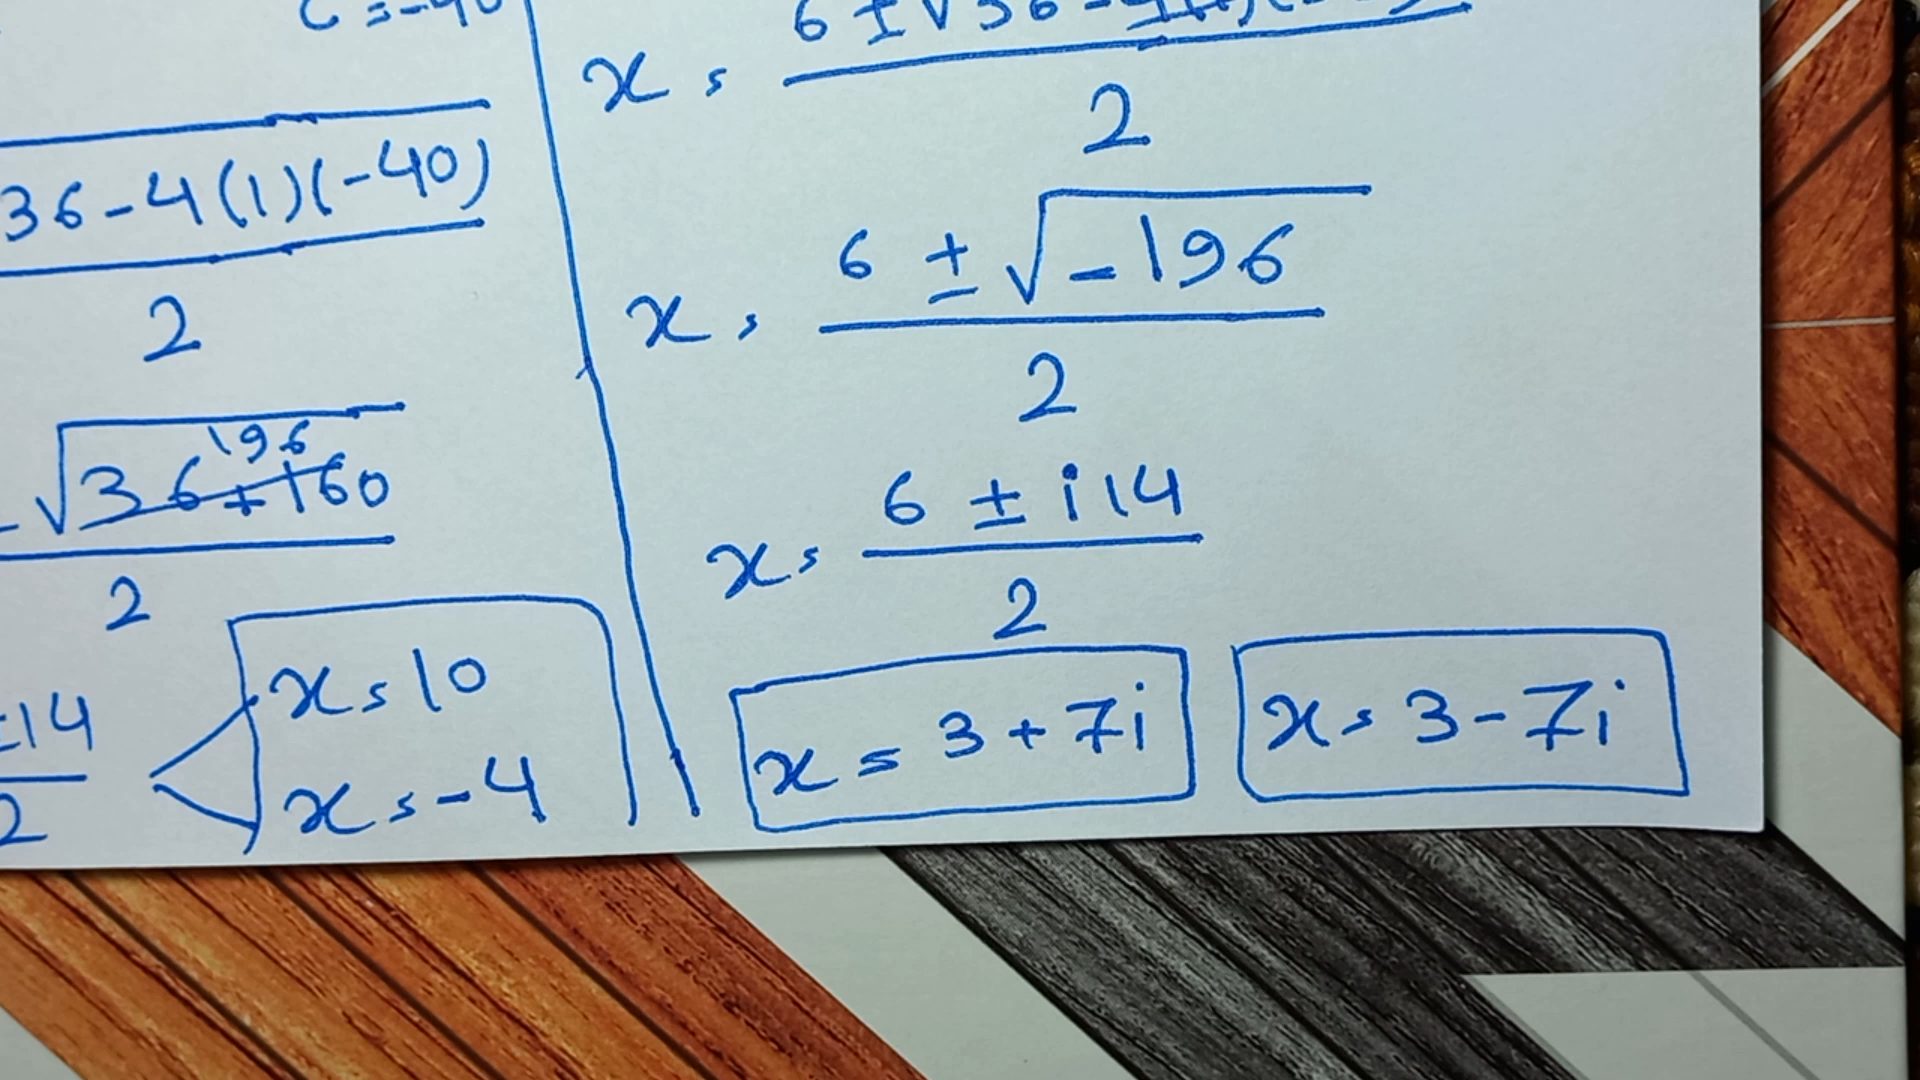 c = -40
36 - 4(1)(-40)
2
√36+160
196
2
±14
2
x = 10
x = -4
x = 6 ± √36 -
2
x = 6 ± √-196
2
x = 6 ± i14
2
x = 3 + 7i
x = 3 - 7i